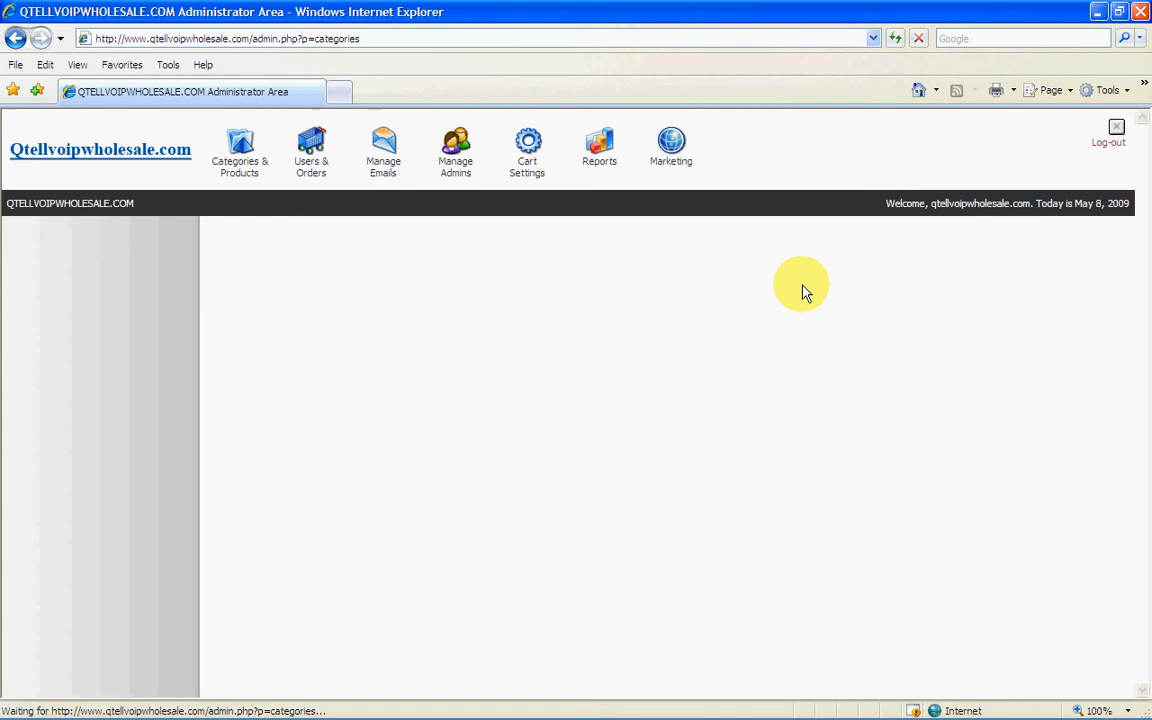 QTELLVOIPWHOLESALE.COM Administrator Area - Windows Internet Explorer
http://www.qtellvoipwholesale.com/admin.php?p=categories
Google
File Edit View Favorites Tools Help
QTELLVOIPWHOLESALE.COM Administrator Area
Page Tools
Qtellvoipwholesale.com
Categories & Products
Users & Orders
Manage Emails
Manage Admins
Cart Settings
Reports
Marketing
Log-out
QTELLVOIPWHOLESALE.COM
Welcome, qtellvoipwholesale.com. Today is May 8, 2009
Waiting for http://www.qtellvoipwholesale.com/admin.php?p=categories...
Internet
100%